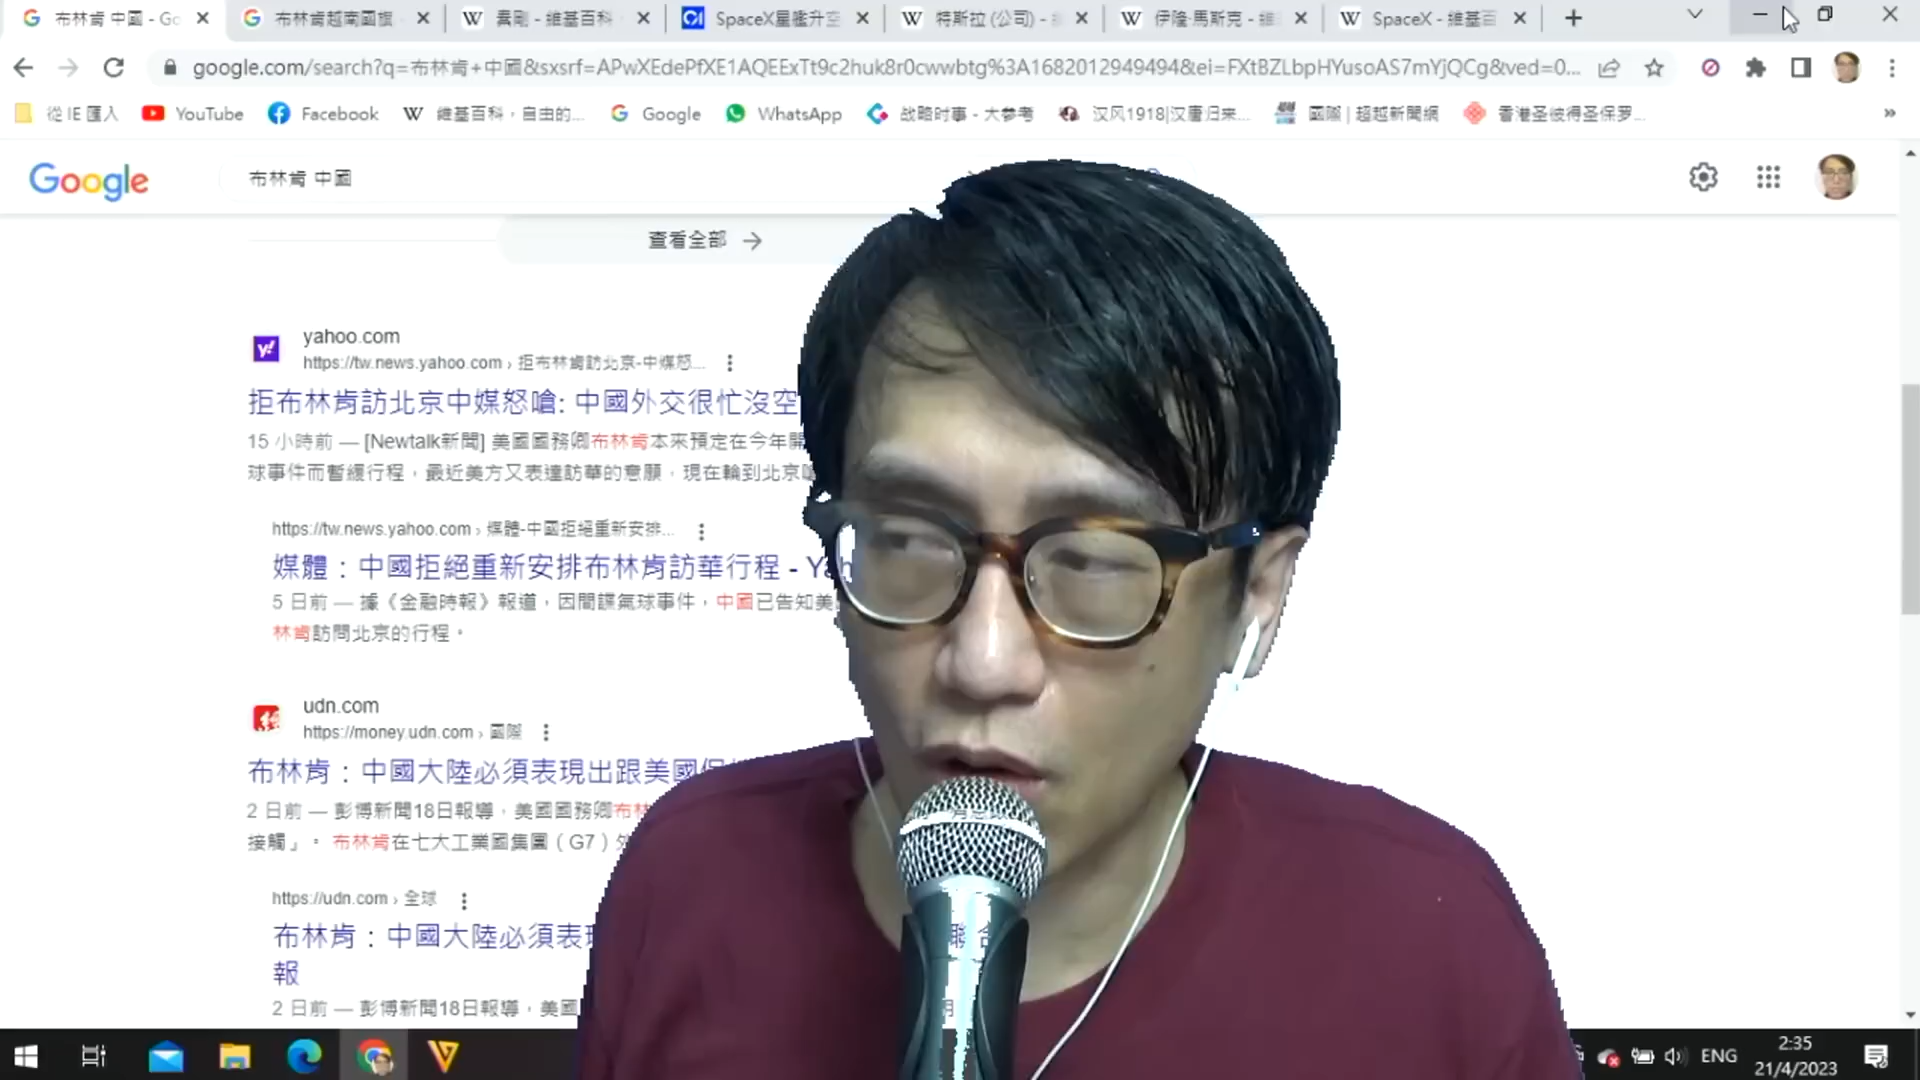 布林肯 中國 - Go
布林肯越南國旗
素剛 - 維基百科
SpaceX星艦升空
特斯拉 (公司) -
伊隆·馬斯克 -
SpaceX - 維基百
google.com/search?q=布林肯+中國&sxsrf=APwXEdePfXE1AQEExTt9c2huk8r0cwwbtg%3A1682012949494&ei=FXtBZLbpHYusoAS7mYjQCg&ved=0...
從 IE 匯入
YouTube
Facebook
維基百科，自由的...
Google
WhatsApp
战略时事 - 大參考
汉风1918|汉唐归来...
國際 | 超越新聞網
香港圣彼得圣保罗...
Google
布林肯 中國
查看全部
yahoo.com
https://tw.news.yahoo.com › 拒布林肯訪北京-中媒怒...
拒布林肯訪北京中媒怒嗆: 中國外交很忙沒空
15 小時前 — [Newtalk新聞] 美國國務卿布林肯本來預定在今年
球事件而暫緩行程，最近美方又表達訪華的意願，現在輪到北京
https://tw.news.yahoo.com › 媒體-中國拒絕重新安排...
媒體：中國拒絕重新安排布林肯訪華行程 - Yah
5 日前 — 據《金融時報》報道，因間諜氣球事件，中國已告知美
林肯訪問北京的行程。
udn.com
https://money.udn.com › 國際
布林肯：中國大陸必須表現出跟美國
2 日前 — 彭博新聞18日報導，美國國務卿布林
接觸」。 布林肯在七大工業國集團（G7）
https://udn.com › 全球
布林肯：中國大陸必須表
聯合
報
2 日前 — 彭博新聞18日報導，美國
ENG
2:35
21/4/2023